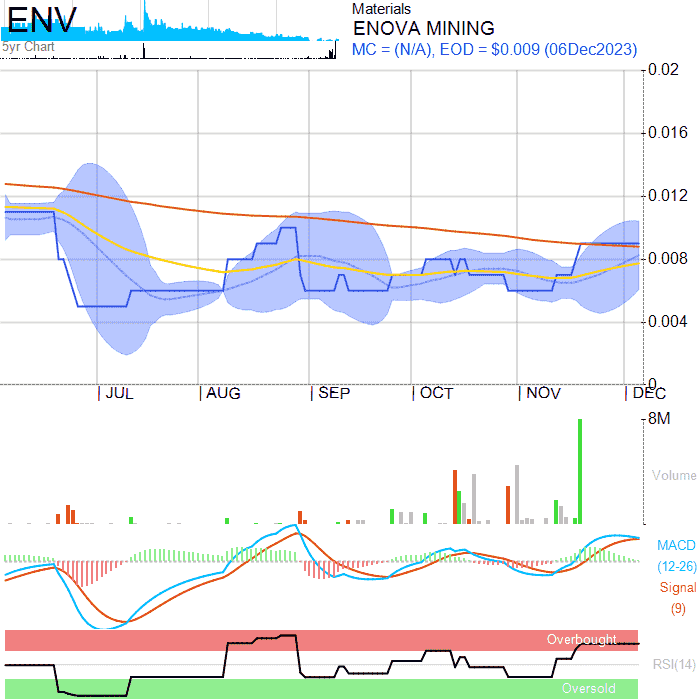 ENV
5yr Chart
Materials
ENOVA MINING
MC = (N/A), EOD = $0.009 (06Dec2023)
0.02
0.016
0.012
0.008
0.004
0
JUL AUG SEP OCT NOV DEC
8M
Volume
MACD
(12-26)
Signal
(9)
Overbought
RSI(14)
Oversold